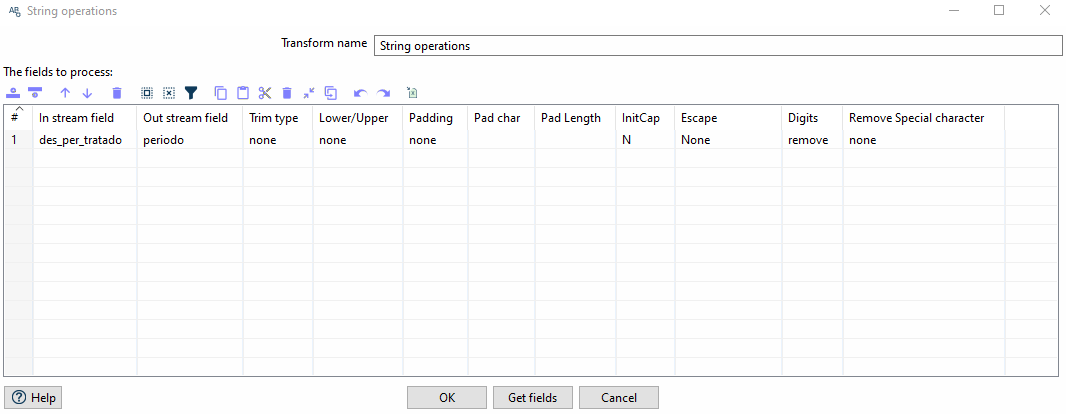 String operations
Transform name String operations
The fields to process:
# In stream field Out stream field Trim type Lower/Upper Padding Pad char Pad Length InitCap Escape Digits Remove Special character
1 des_per_tratado periodo none none none N None remove none
Help OK Get fields Cancel